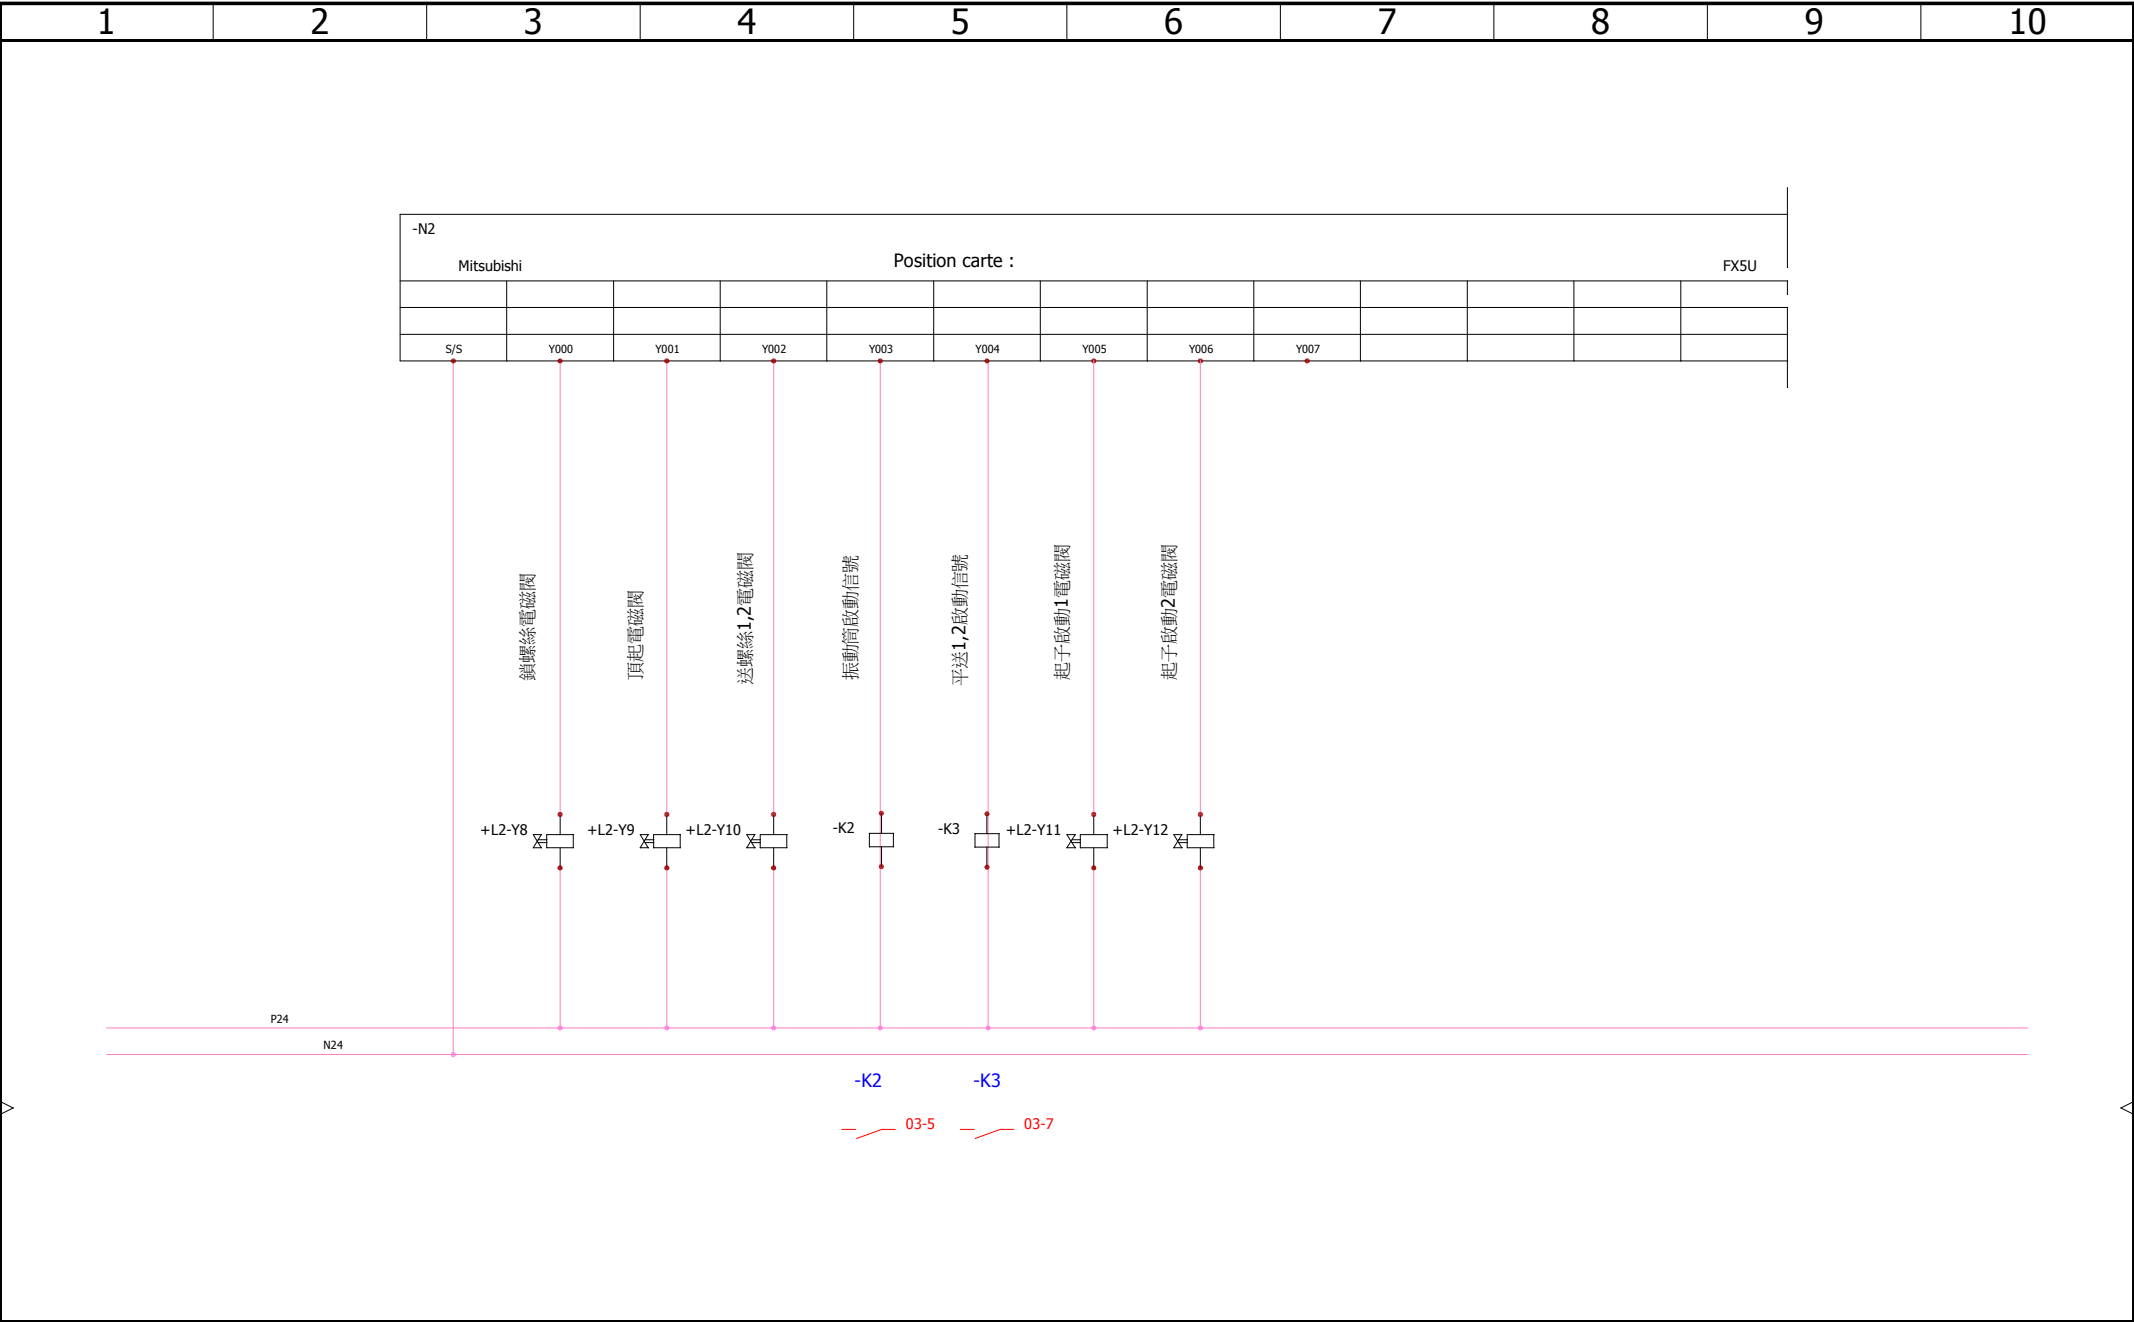 1 2 3 4 5 6 7 8 9 10
-N2
Mitsubishi Position carte : FX5U
S/S Y000 Y001 Y002 Y003 Y004 Y005 Y006 Y007
鎖螺絲電磁閥
頂起電磁閥
送螺絲1,2電磁閥
振動筒啟動信號
平送1,2啟動信號
起子啟動1電磁閥
起子啟動2電磁閥
+L2-Y8 +L2-Y9 +L2-Y10 -K2 -K3 +L2-Y11 +L2-Y12
P24
N24
-K2 -K3
03-5 03-7